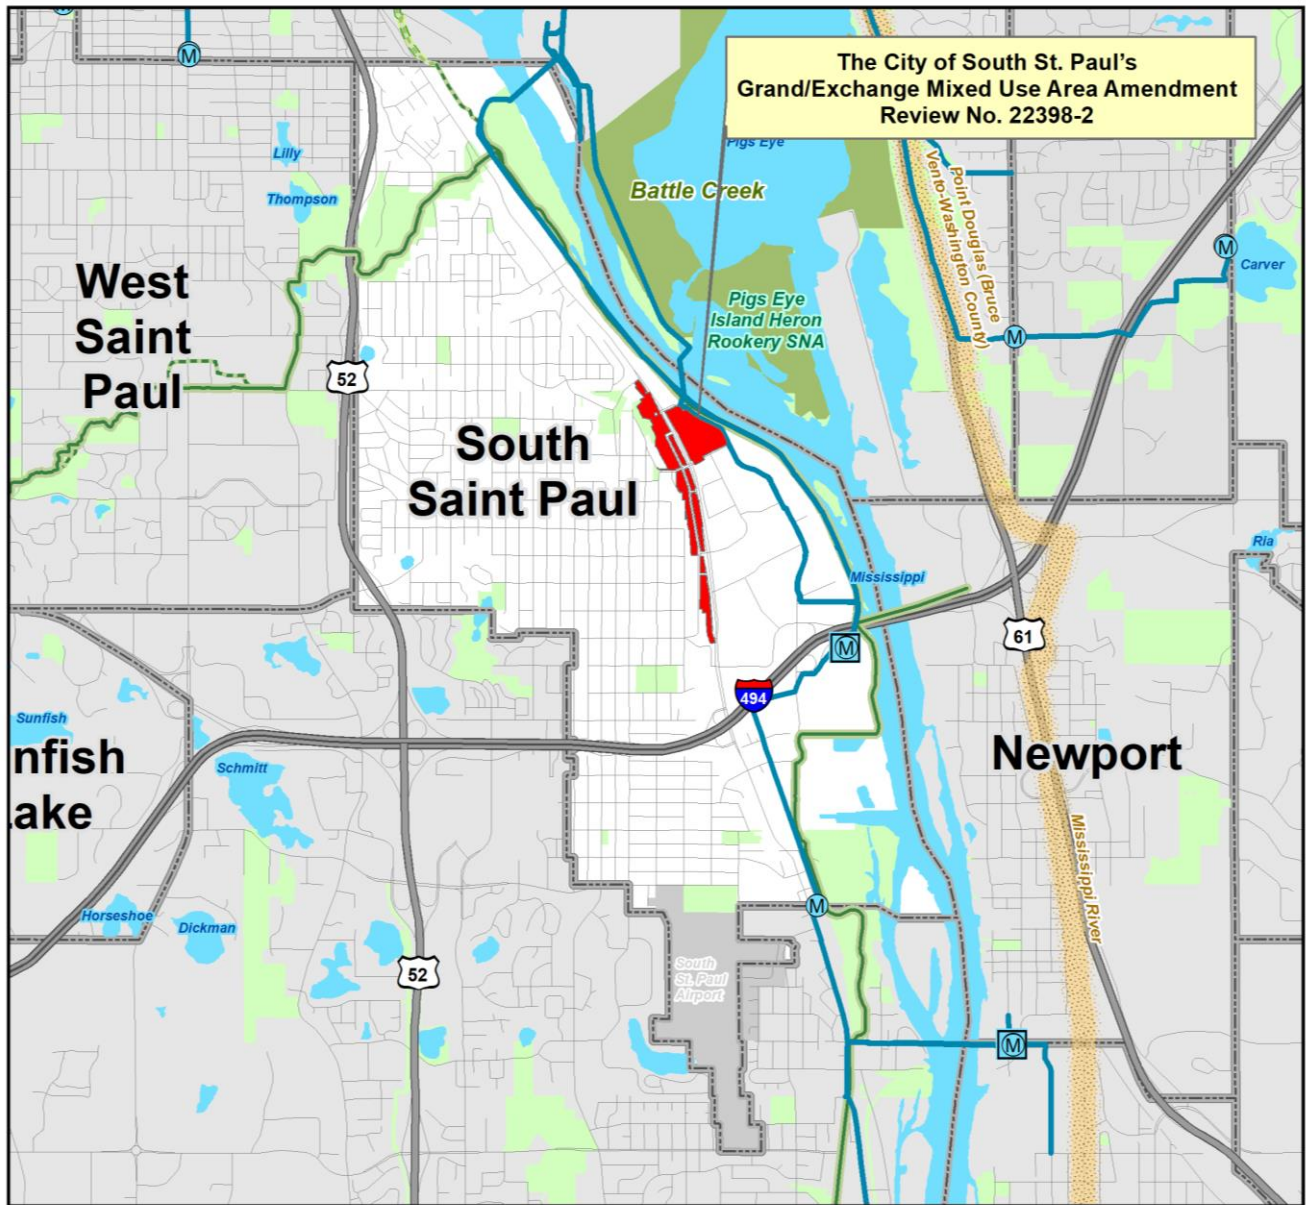 The City of South St. Paul's
Grand/Exchange Mixed Use Area Amendment
Review No. 22398-2
M
M
Pigs Eye
Lilly
Thompson
Battle Creek
Point Douglas (Bruce
Vento-Washington County)
M
Carver
West
Saint
Paul
Pigs Eye
Island Heron
Rookery SNA
M
52
South
Saint Paul
Ria
Mississippi
61
M
494
Sunfish
nfish
ake
Schmitt
Newport
Mississippi River
Horseshoe
Dickman
M
52
South
St. Paul
Airport
M